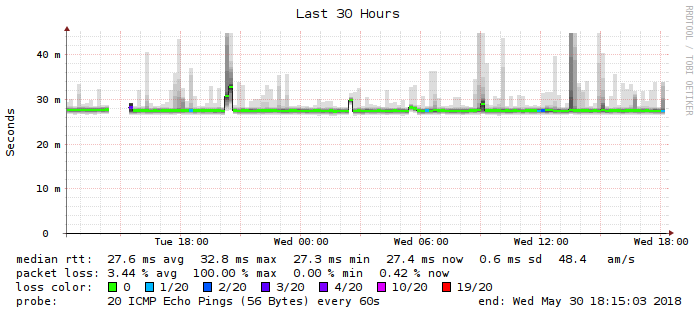 Last 30 Hours
RRDTOOL / TOBI OETIKER
Seconds
40 m
30 m
20 m
10 m
0
Tue 18:00 Wed 00:00 Wed 06:00 Wed 12:00 Wed 18:00
median rtt: 27.6 ms avg 32.8 ms max 27.3 ms min 27.4 ms now 0.6 ms sd 48.4 am/s
packet loss: 3.44 % avg 100.00 % max 0.00 % min 0.42 % now
loss color: 0 1/20 2/20 3/20 4/20 10/20 19/20
probe: 20 ICMP Echo Pings (56 Bytes) every 60s end: Wed May 30 18:15:03 2018